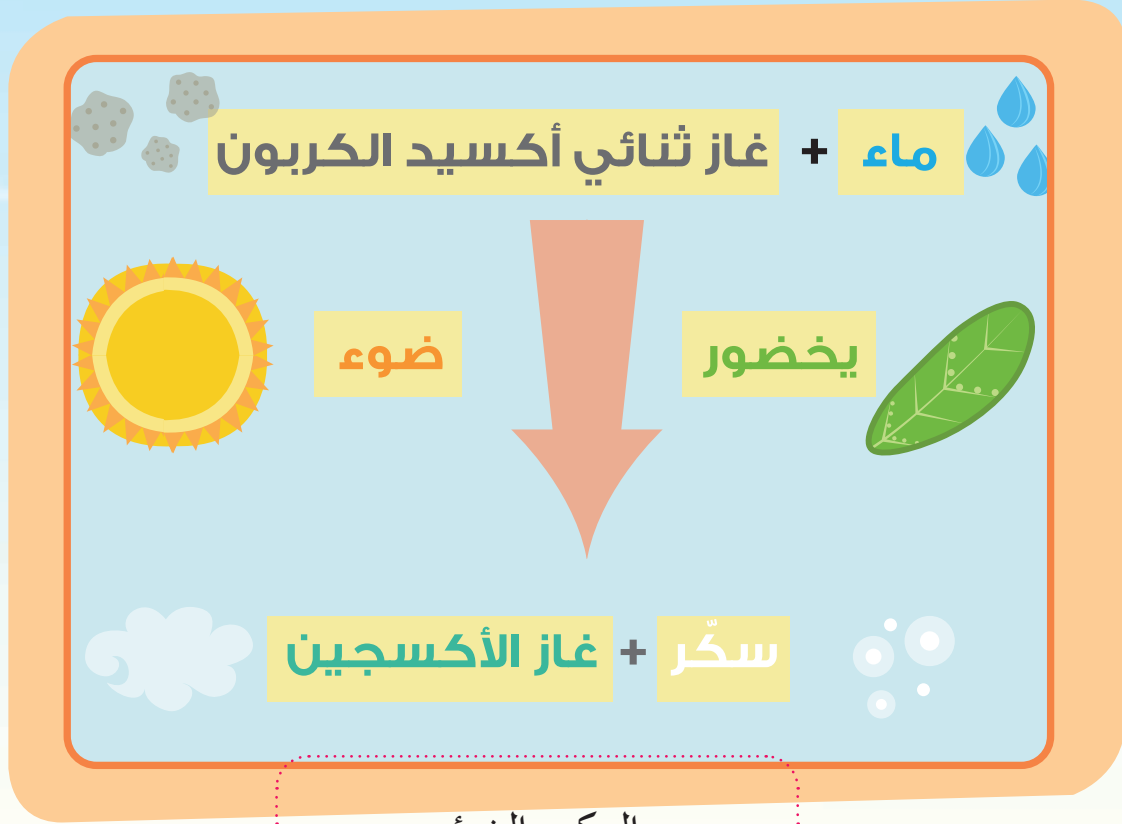 ماء + غاز ثنائي أكسيد الكربون
يخضور ضوء
سكّر + غاز الأكسجين